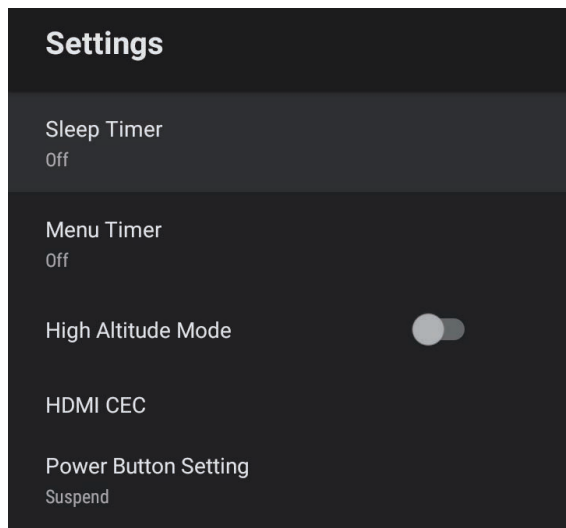 Settings
Sleep Timer
Off
Menu Timer
Off
High Altitude Mode
HDMI CEC
Power Button Setting
Suspend